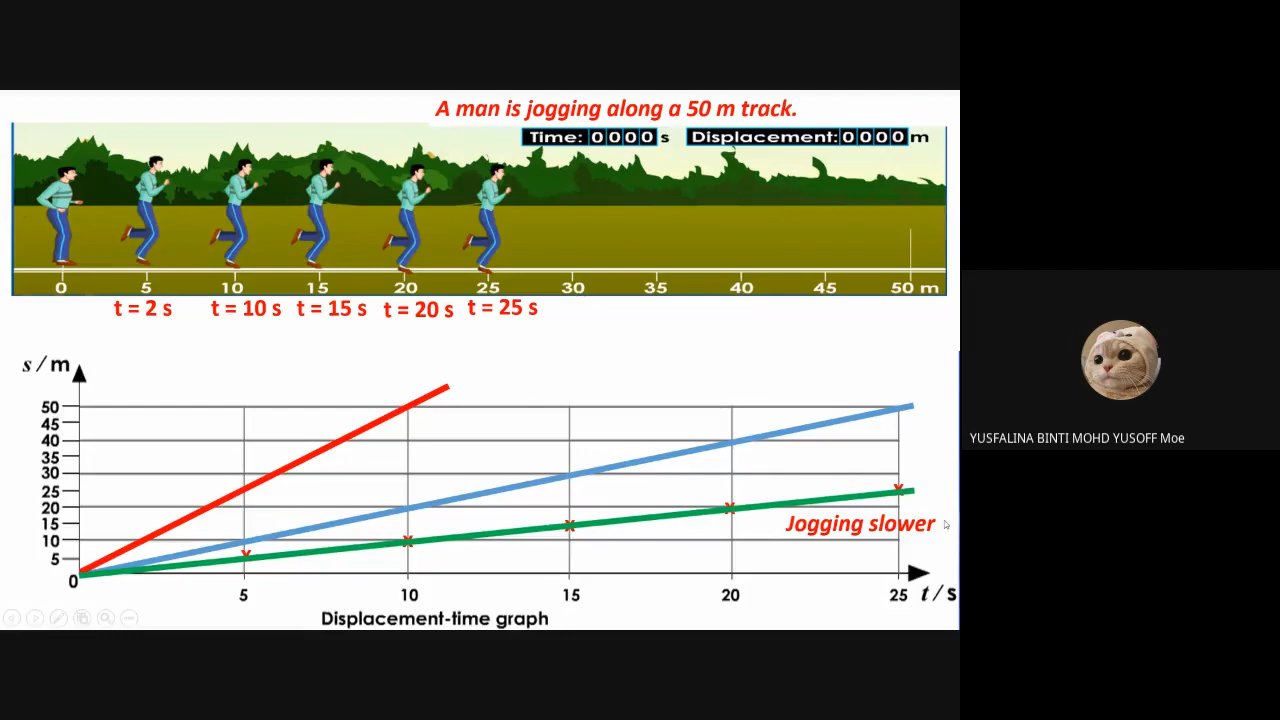 A man is jogging along a 50 m track.
Time: 0000 s Displacement: 0000 m
0 5 10 15 20 25 30 35 40 45 50 m
t = 2 s t = 10 s t = 15 s t = 20 s t = 25 s
s / m
50
45
40
35
30
25
20
15
10
5
0
x x x x x
Jogging slower
5 10 15 20 25 t / s
Displacement-time graph
YUSFALINA BINTI MOHD YUSOFF Moe